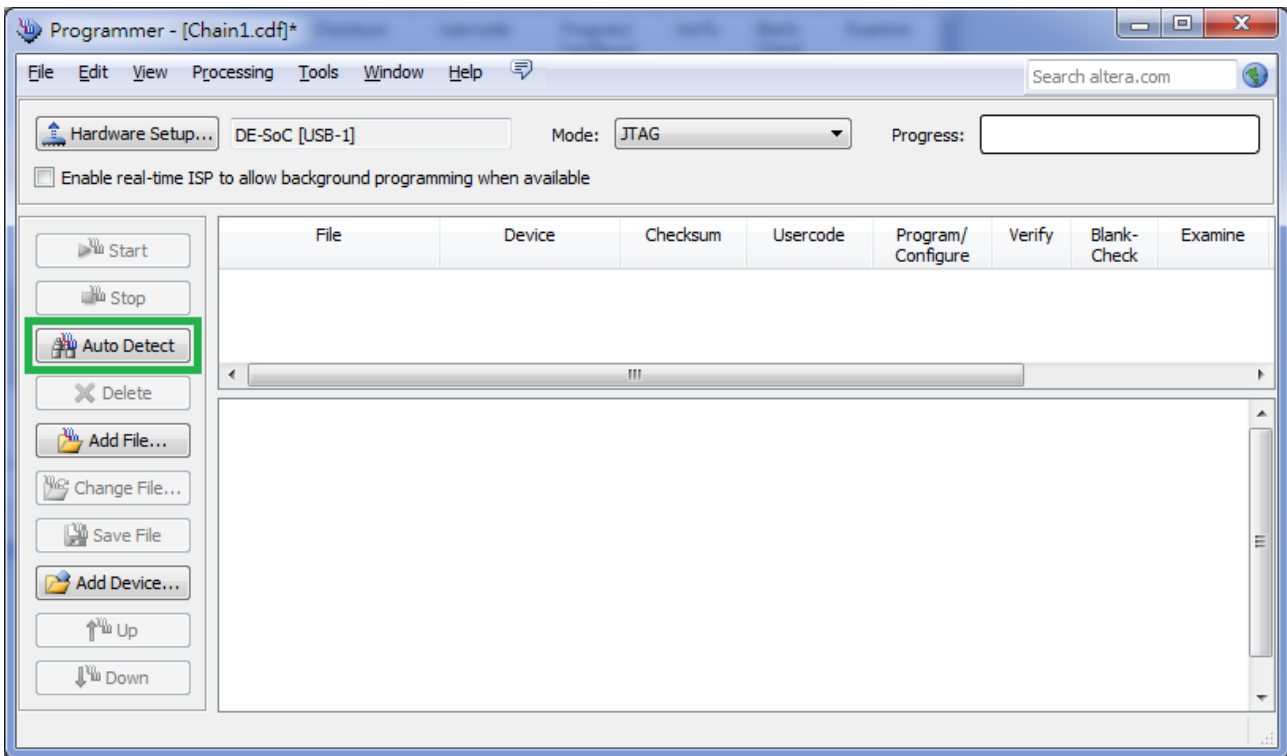 Programmer - [Chain1.cdf]*
File Edit View Processing Tools Window Help Search altera.com
Hardware Setup... DE-SoC [USB-1] Mode: JTAG Progress:
Enable real-time ISP to allow background programming when available
File Device Checksum Usercode Program/ Configure Verify Blank- Check Examine
Start
Stop
Auto Detect
Delete
Add File...
Change File...
Save File
Add Device...
Up
Down